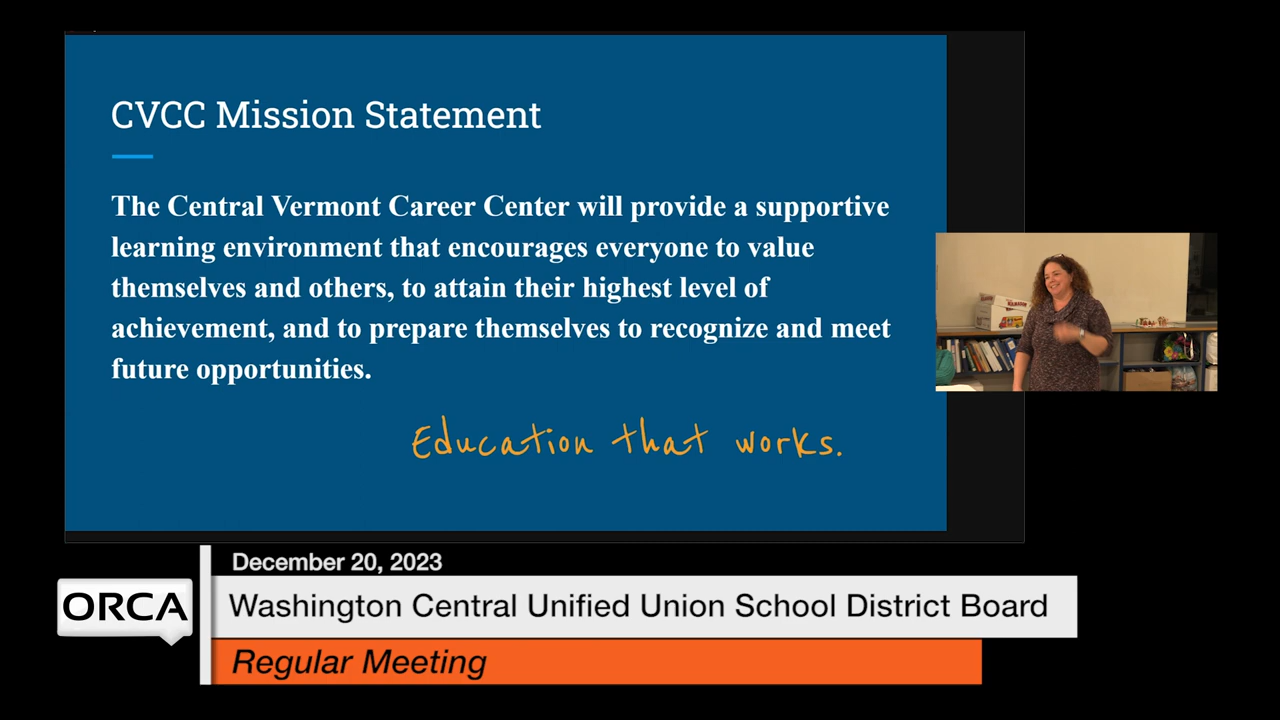 CVCC Mission Statement
The Central Vermont Career Center will provide a supportive
learning environment that encourages everyone to value
themselves and others, to attain their highest level of
achievement, and to prepare themselves to recognize and meet
future opportunities.
Education that works.
December 20, 2023
ORCA
Washington Central Unified Union School District Board
Regular Meeting